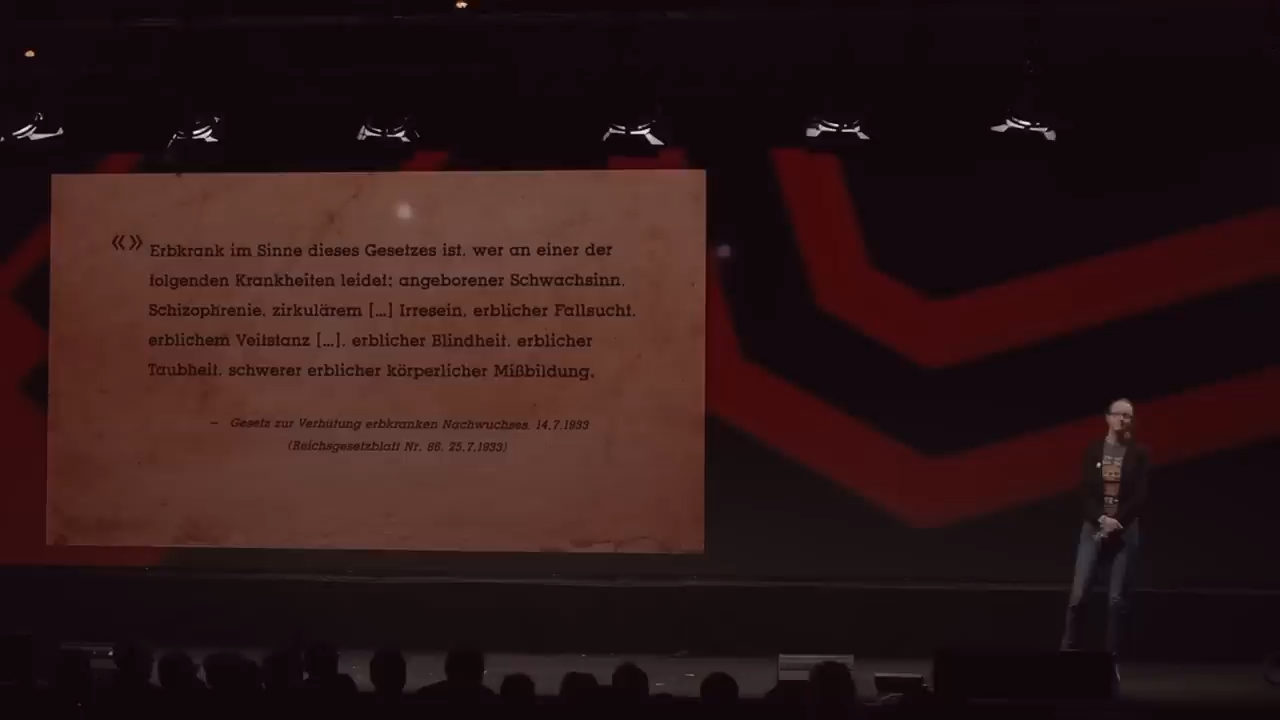 «» Erbkrank im Sinne dieses Gesetzes ist, wer an einer der
folgenden Krankheiten leidet: angeborener Schwachsinn,
Schizophrenie, zirkulärem [...] Irresein, erblicher Fallsucht,
erblichem Veitstanz [...], erblicher Blindheit, erblicher
Taubheit, schwerer erblicher körperlicher Mißbildung.
– Gesetz zur Verhütung erbkranken Nachwuchses, 14.7.1933
(Reichsgesetzblatt Nr. 86, 25.7.1933)